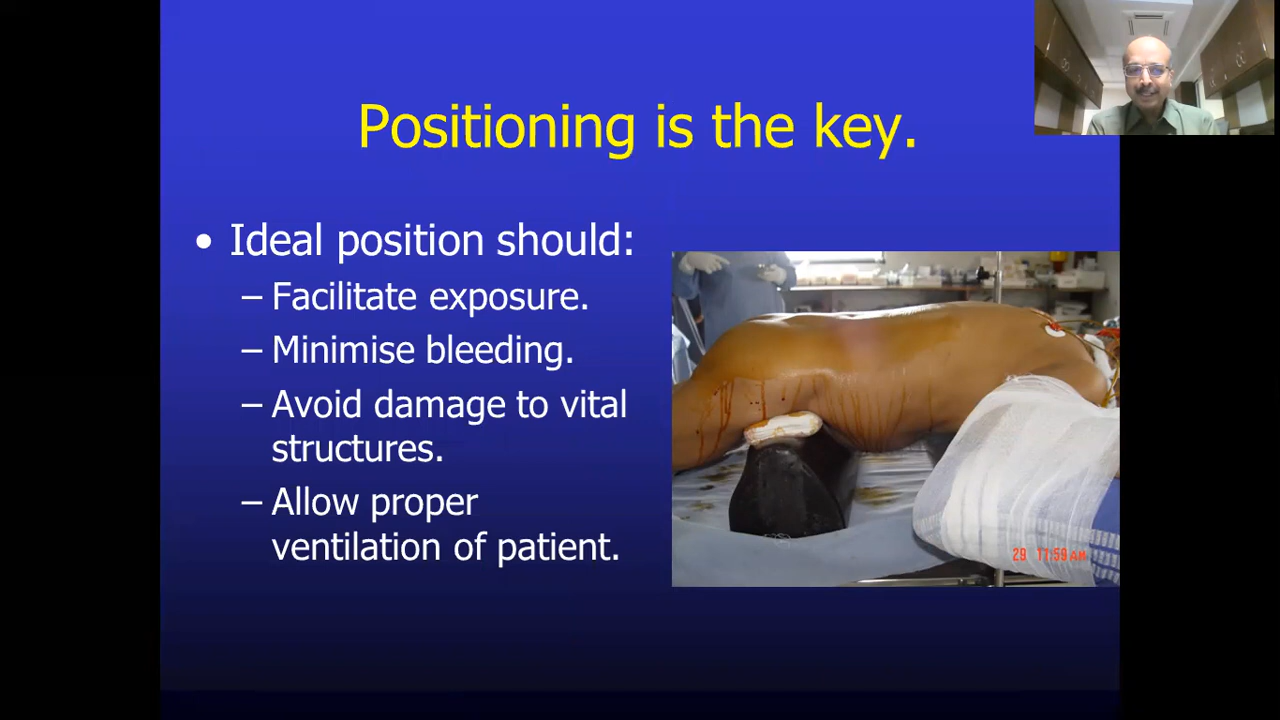 Positioning is the key.
• Ideal position should:
– Facilitate exposure.
– Minimise bleeding.
– Avoid damage to vital
structures.
– Allow proper
ventilation of patient.
29 11:59 AM